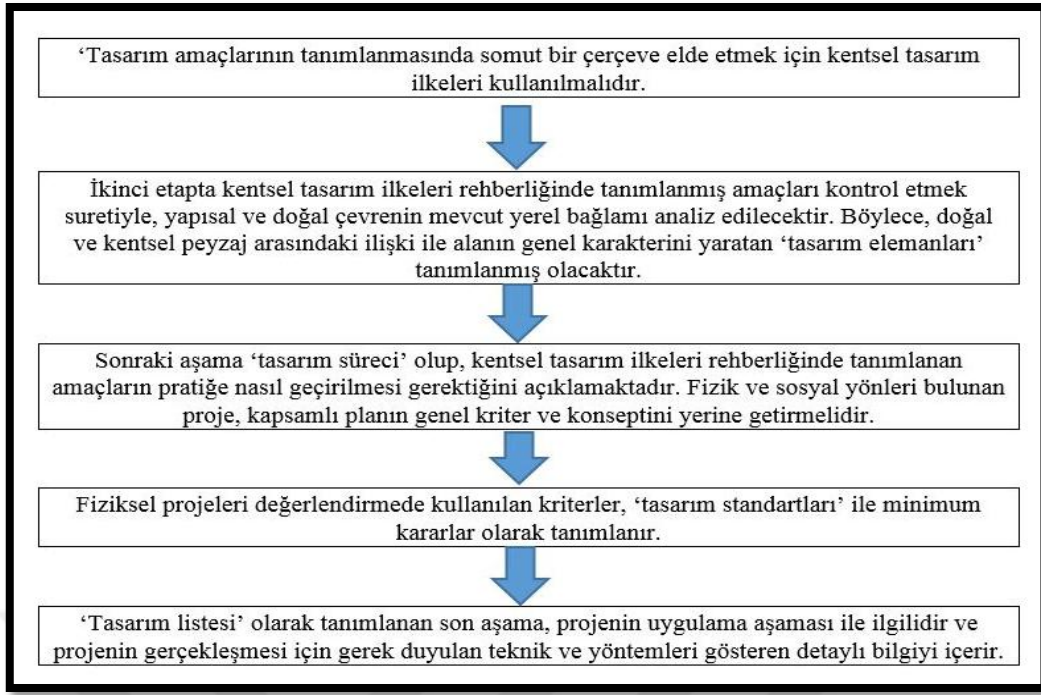 ‘Tasarım amaçlarının tanımlanmasında somut bir çerçeve elde etmek için kentsel tasarım
ilkeleri kullanılmalıdır.
İkinci etapta kentsel tasarım ilkeleri rehberliğinde tanımlanmış amaçları kontrol etmek
suretiyle, yapısal ve doğal çevrenin mevcut yerel bağlamı analiz edilecektir. Böylece, doğal
ve kentsel peyzaj arasındaki ilişki ile alanın genel karakterini yaratan ‘tasarım elemanları’
tanımlanmış olacaktır.
Sonraki aşama ‘tasarım süreci’ olup, kentsel tasarım ilkeleri rehberliğinde tanımlanan
amaçların pratiğe nasıl geçirilmesi gerektiğini açıklamaktadır. Fizik ve sosyal yönleri bulunan
proje, kapsamlı planın genel kriter ve konseptini yerine getirmelidir.
Fiziksel projeleri değerlendirmede kullanılan kriterler, ‘tasarım standartları’ ile minimum
kararlar olarak tanımlanır.
‘Tasarım listesi’ olarak tanımlanan son aşama, projenin uygulama aşaması ile ilgilidir ve
projenin gerçekleşmesi için gerek duyulan teknik ve yöntemleri gösteren detaylı bilgiyi içerir.